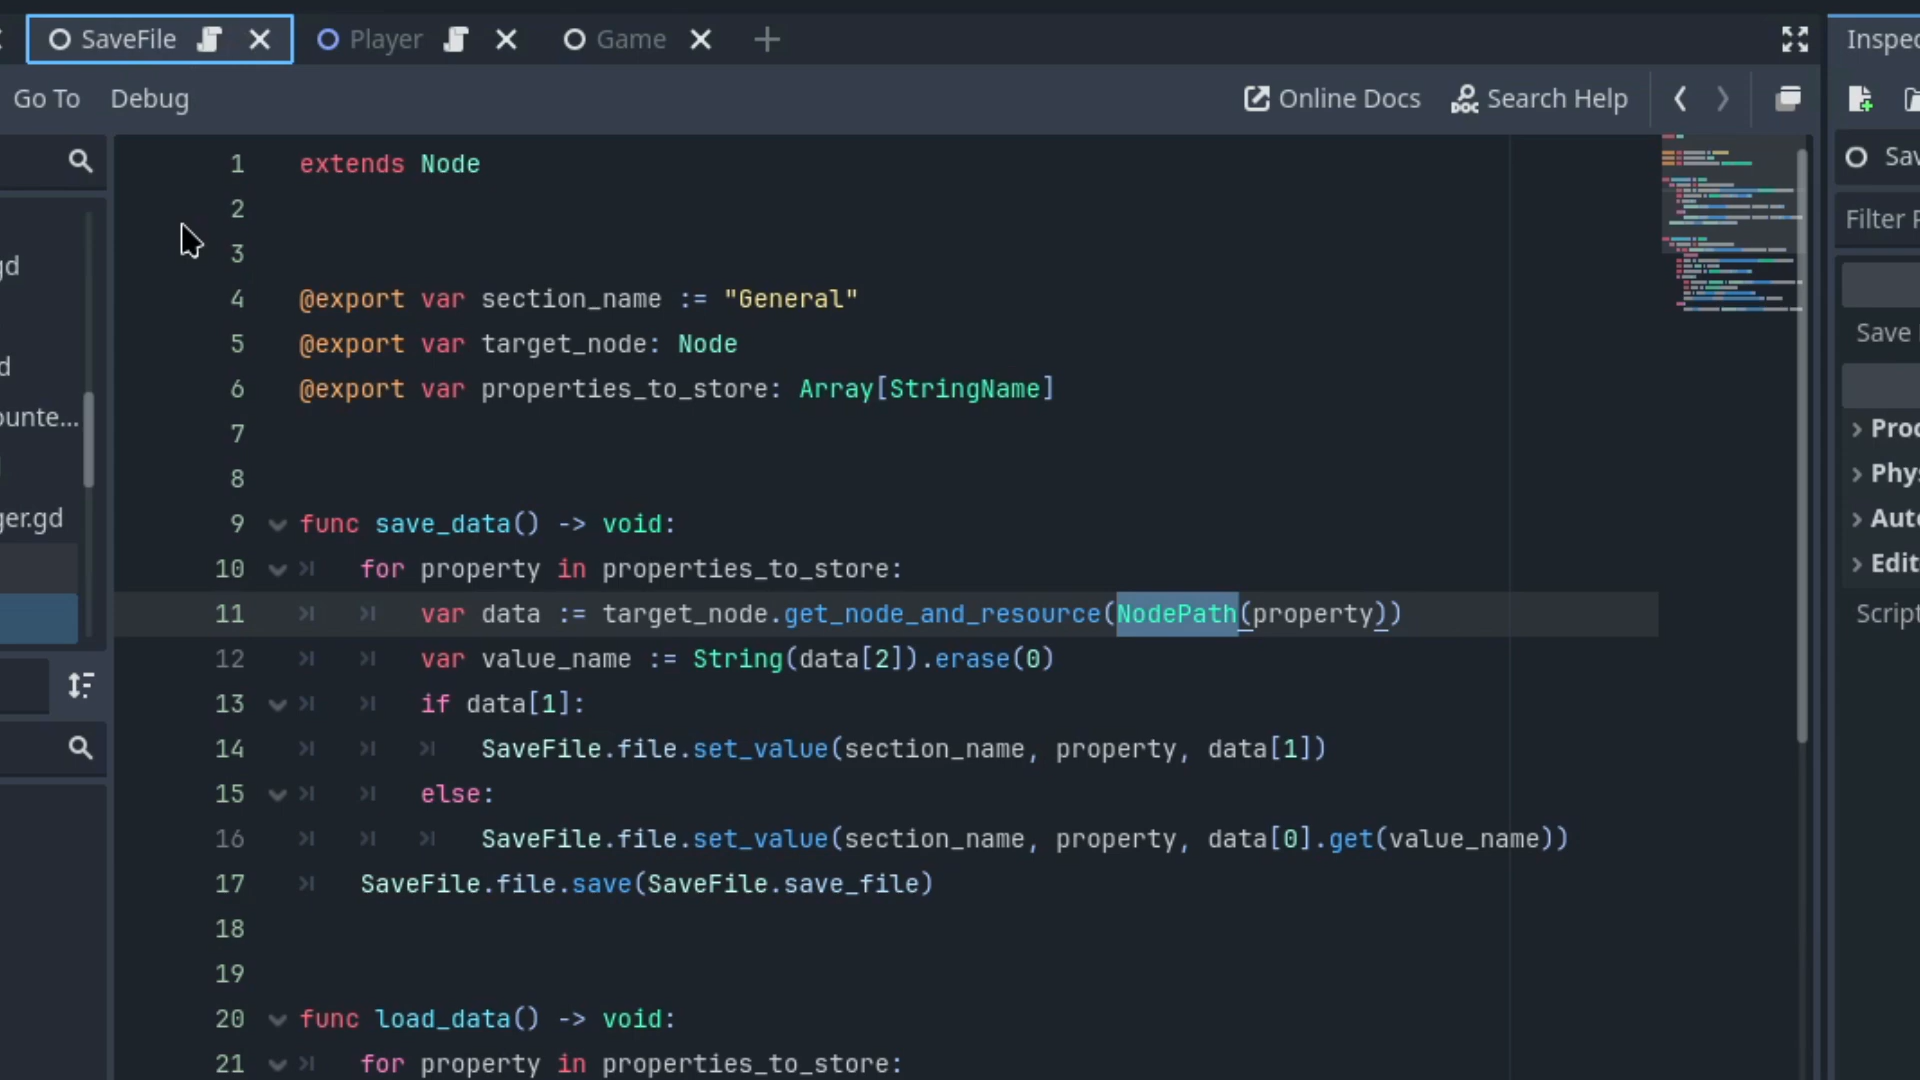 SaveFile Player Game
Inspec
Go To Debug Online Docs Search Help
DOC
Sav
Filter
Save
Proc
Phys
Auto
Edit
Script
gd
d
ounte...
ger.gd
1 extends Node
2
3
4 @export var section_name := "General"
5 @export var target_node: Node
6 @export var properties_to_store: Array[StringName]
7
8
9 func save_data() -> void:
10 for property in properties_to_store:
11 var data := target_node.get_node_and_resource(NodePath(property))
12 var value_name := String(data[2]).erase(0)
13 if data[1]:
14 SaveFile.file.set_value(section_name, property, data[1])
15 else:
16 SaveFile.file.set_value(section_name, property, data[0].get(value_name))
17 SaveFile.file.save(SaveFile.save_file)
18
19
20 func load_data() -> void:
21 for property in properties_to_store: